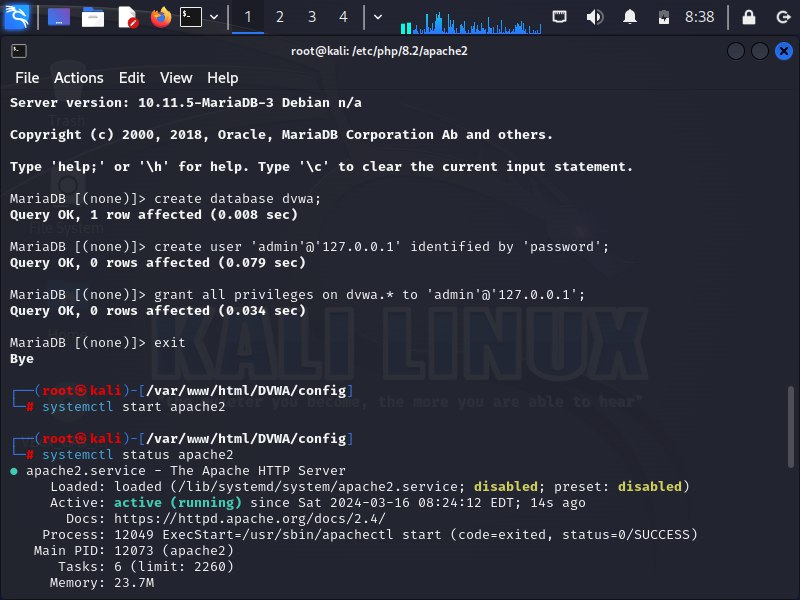 1 2 3 4 8:38
root@kali: /etc/php/8.2/apache2
File Actions Edit View Help
Server version: 10.11.5-MariaDB-3 Debian n/a
Copyright (c) 2000, 2018, Oracle, MariaDB Corporation Ab and others.
Type 'help;' or '\h' for help. Type '\c' to clear the current input statement.
MariaDB [(none)]> create database dvwa;
Query OK, 1 row affected (0.008 sec)
MariaDB [(none)]> create user 'admin'@'127.0.0.1' identified by 'password';
Query OK, 0 rows affected (0.079 sec)
MariaDB [(none)]> grant all privileges on dvwa.* to 'admin'@'127.0.0.1';
Query OK, 0 rows affected (0.034 sec)
MariaDB [(none)]> exit
Bye
┌──(root㉿kali)-[/var/www/html/DVWA/config]
└─# systemctl start apache2
┌──(root㉿kali)-[/var/www/html/DVWA/config]
└─# systemctl status apache2
● apache2.service - The Apache HTTP Server
Loaded: loaded (/lib/systemd/system/apache2.service; disabled; preset: disabled)
Active: active (running) since Sat 2024-03-16 08:24:12 EDT; 14s ago
Docs: https://httpd.apache.org/docs/2.4/
Process: 12049 ExecStart=/usr/sbin/apachectl start (code=exited, status=0/SUCCESS)
Main PID: 12073 (apache2)
Tasks: 6 (limit: 2260)
Memory: 23.7M
Trash
File System
Home
KALI LINUX
you become, the more you are able to hear"